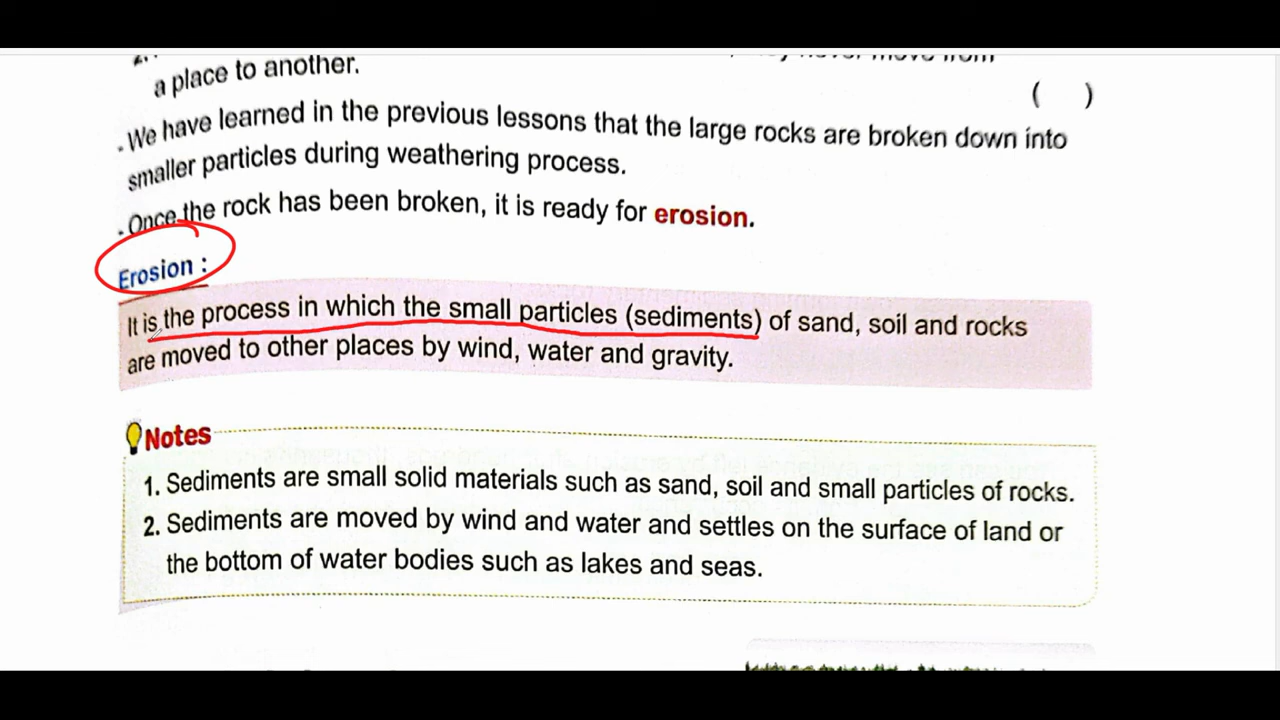 a place to another.
( )
. We have learned in the previous lessons that the large rocks are broken down into
smaller particles during weathering process.
. Once the rock has been broken, it is ready for erosion.
Erosion :
It is the process in which the small particles (sediments) of sand, soil and rocks
are moved to other places by wind, water and gravity.
Notes
1. Sediments are small solid materials such as sand, soil and small particles of rocks.
2. Sediments are moved by wind and water and settles on the surface of land or
the bottom of water bodies such as lakes and seas.